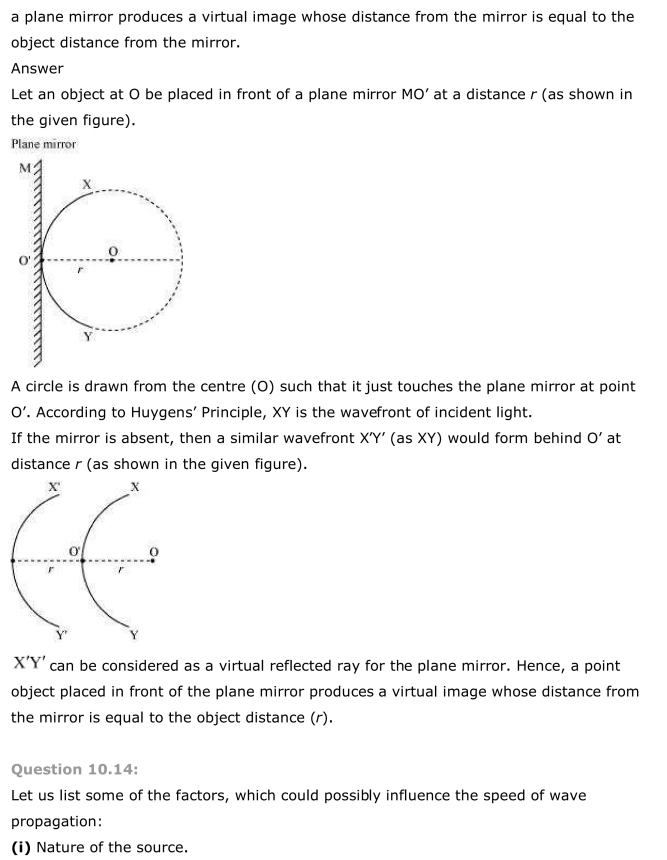 a plane mirror produces a virtual image whose distance from the mirror is equal to the
object distance from the mirror.
Answer
Let an object at O be placed in front of a plane mirror MO′ at a distance r (as shown in
the given figure).
Plane mirror
M
X
O'
O
r
Y
A circle is drawn from the centre (O) such that it just touches the plane mirror at point
O′. According to Huygens’ Principle, XY is the wavefront of incident light.
If the mirror is absent, then a similar wavefront X′Y′ (as XY) would form behind O′ at
distance r (as shown in the given figure).
X' X
O' O
r r
Y' Y
X′Y′ can be considered as a virtual reflected ray for the plane mirror. Hence, a point
object placed in front of the plane mirror produces a virtual image whose distance from
the mirror is equal to the object distance (r).
Question 10.14:
Let us list some of the factors, which could possibly influence the speed of wave
propagation:
(i) Nature of the source.